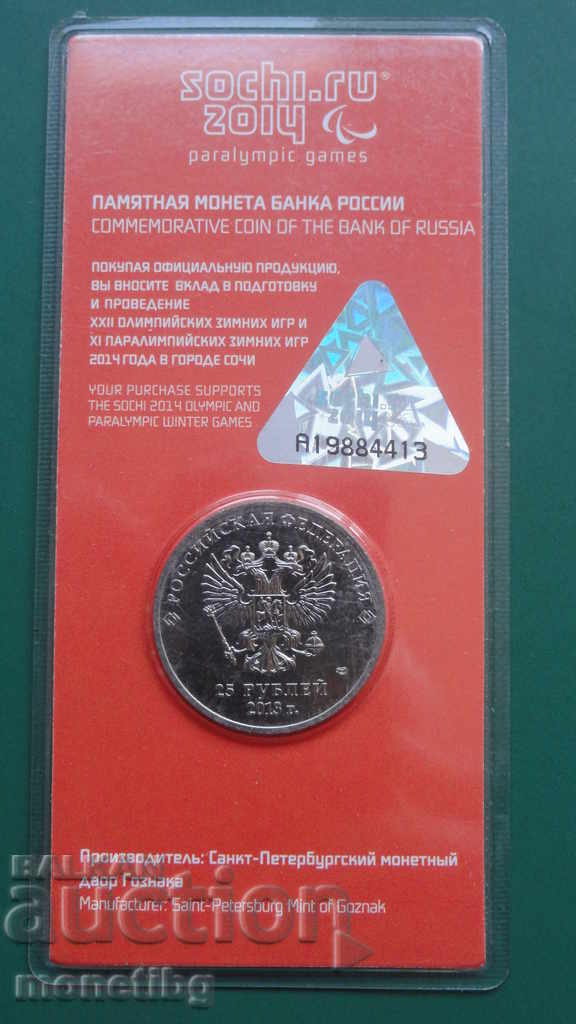 sochi.ru®
2014
paralympic games
ПАМЯТНАЯ МОНЕТА БАНКА РОССИИ
COMMEMORATIVE COIN OF THE BANK OF RUSSIA
ПОКУПАЯ ОФИЦИАЛЬНУЮ ПРОДУКЦИЮ,
ВЫ ВНОСИТЕ ВКЛАД В ПОДГОТОВКУ
И ПРОВЕДЕНИЕ
XXII ОЛИМПИЙСКИХ ЗИМНИХ ИГР И
XI ПАРАЛИМПИЙСКИХ ЗИМНИХ ИГР
2014 ГОДА В ГОРОДЕ СОЧИ
YOUR PURCHASE SUPPORTS
THE SOCHI 2014 OLYMPIC AND
PARALYMPIC WINTER GAMES
A19884413
РОССИЙСКАЯ ФЕДЕРАЦИЯ
25 РУБЛЕЙ
2013 г.
Производитель: Санкт-Петербургский монетный
двор Гознака
Manufacturer: Saint-Petersburg Mint of Goznak
BALKAN
auction
monetibg